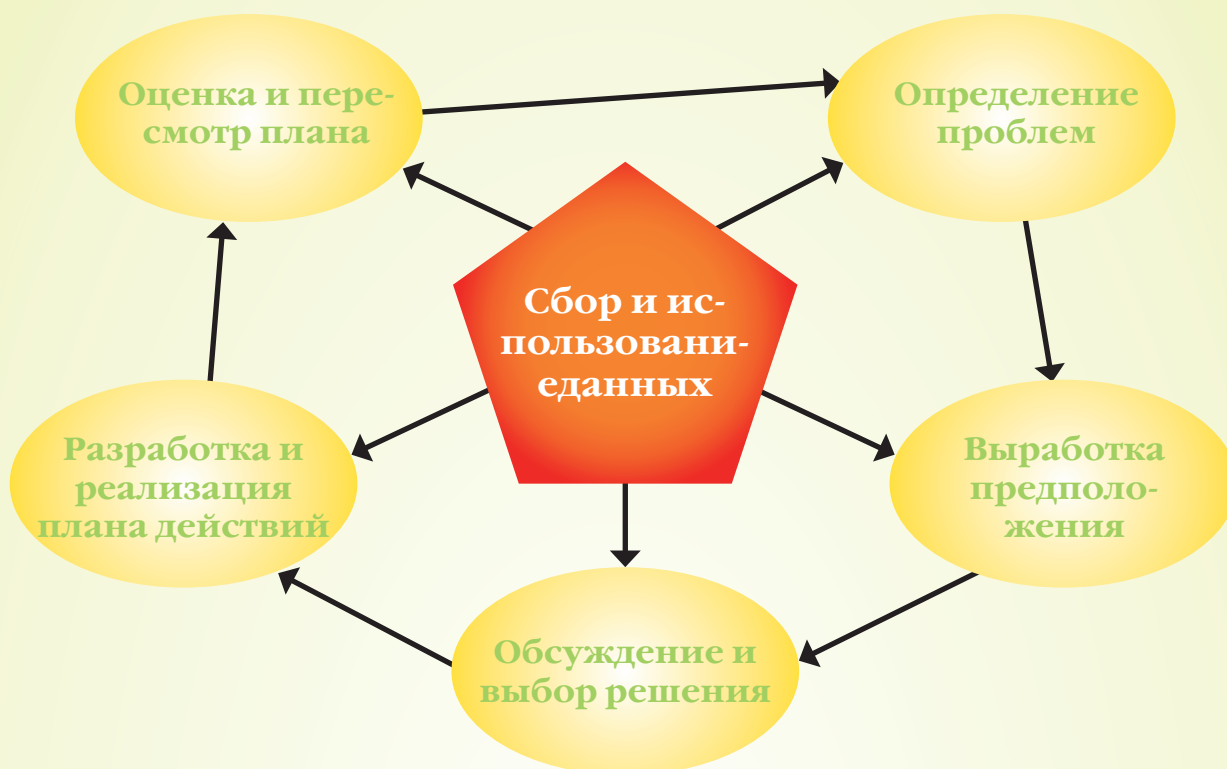 Оценка и пере-
смотр плана
Определение
проблем
Сбор и ис-
пользовани-
еданных
Разработка и
реализация
плана действий
Выработка
предполо-
жения
Обсуждение и
выбор решения